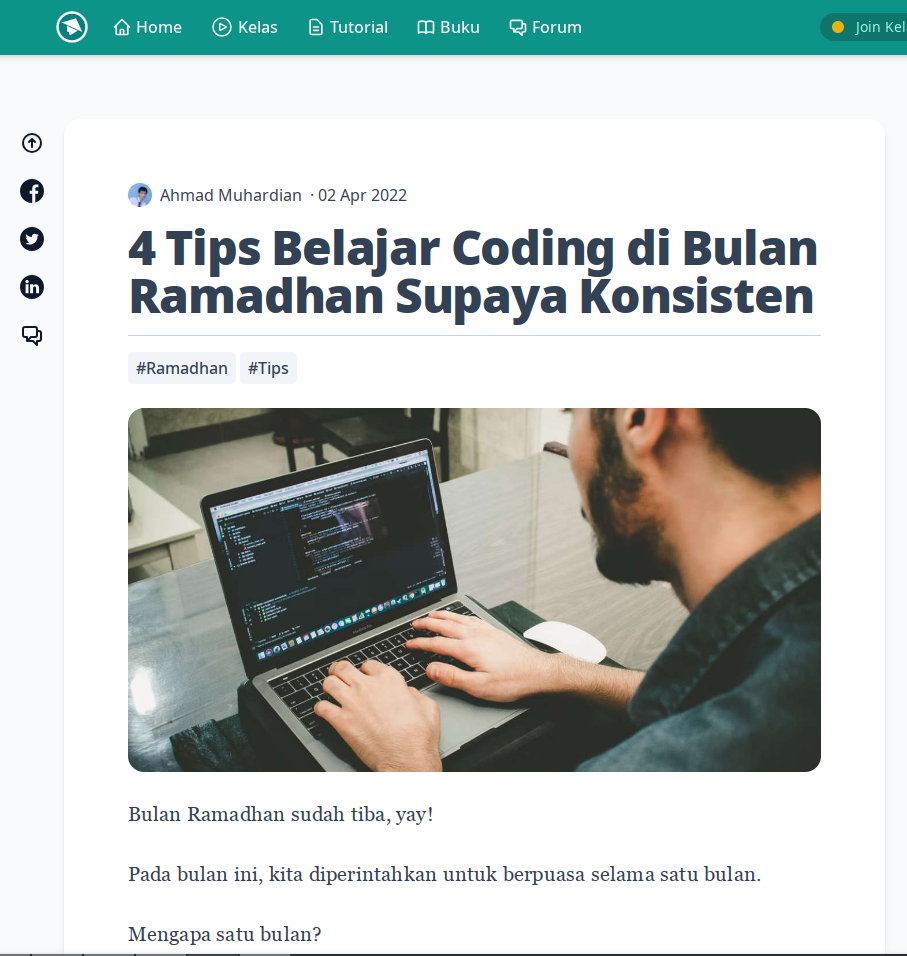 Home Kelas Tutorial Buku Forum Join Kel
Ahmad Muhardian · 02 Apr 2022
4 Tips Belajar Coding di Bulan
Ramadhan Supaya Konsisten
#Ramadhan #Tips
Bulan Ramadhan sudah tiba, yay!
Pada bulan ini, kita diperintahkan untuk berpuasa selama satu bulan.
Mengapa satu bulan?